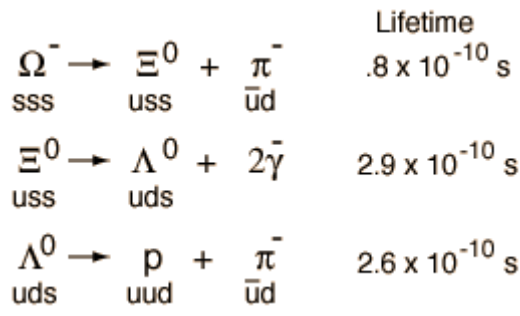 Lifetime
Ω⁻ → Ξ⁰ + π⁻ .8 x 10⁻¹⁰ s
sss uss ūd
Ξ⁰ → Λ⁰ + 2γ⁻ 2.9 x 10⁻¹⁰ s
uss uds
Λ⁰ → p + π⁻ 2.6 x 10⁻¹⁰ s
uds uud ūd